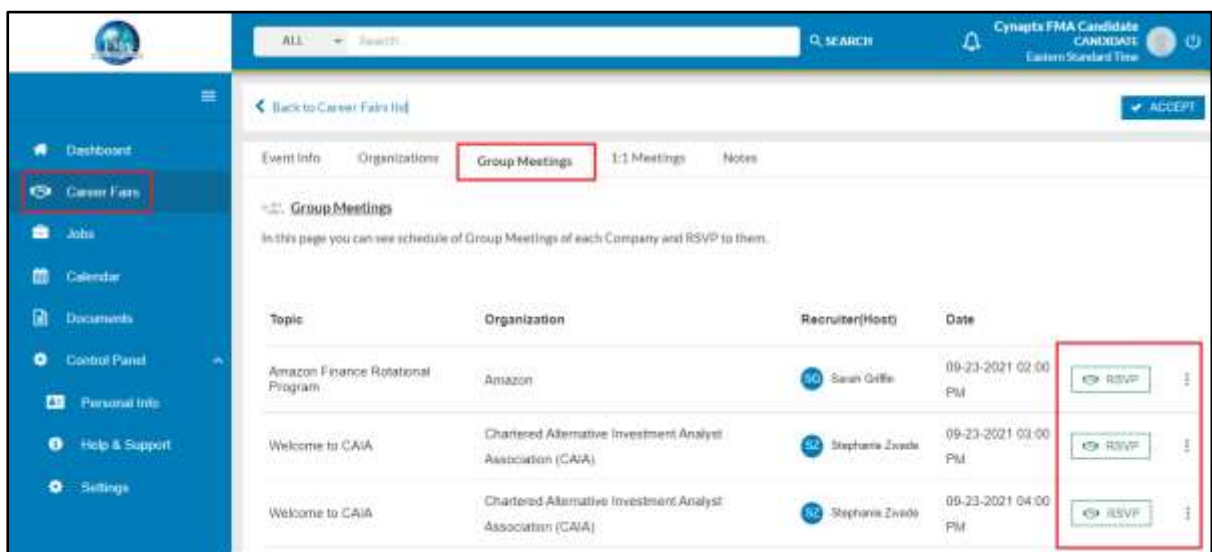 ALL Search SEARCH
Cynaptx FMA Candidate
CANDIDATE
Eastern Standard Time
Back to Career Fairs list
ACCEPT
Dashboard
Career Fairs
Jobs
Calendar
Documents
Control Panel
Personal Info
Help & Support
Settings
Event Info Organizations Group Meetings 1:1 Meetings Notes
Group Meetings
In this page you can see schedule of Group Meetings of each Company and RSVP to them.
Topic Organization Recruiter(Host) Date
Amazon Finance Rotational
Program
Amazon
SG Sarah Griffin
09-23-2021 02:00
PM
RSVP
Welcome to CAIA
Chartered Alternative Investment Analyst
Association (CAIA)
SZ Stephanie Zwade
09-23-2021 03:00
PM
RSVP
Welcome to CAIA
Chartered Alternative Investment Analyst
Association (CAIA)
SZ Stephanie Zwade
09-23-2021 04:00
PM
RSVP